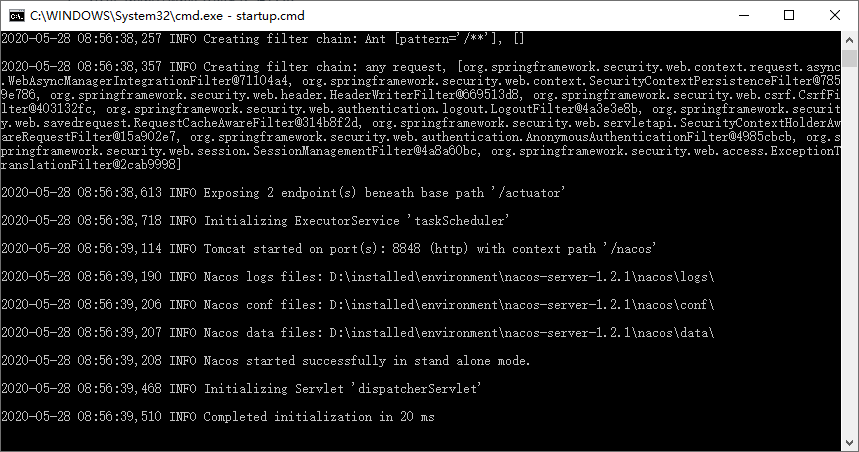 C:\WINDOWS\System32\cmd.exe - startup.cmd
2020-05-28 08:56:38,257 INFO Creating filter chain: Ant [pattern='/**'], []
2020-05-28 08:56:38,357 INFO Creating filter chain: any request, [org.springframework.security.web.context.request.async
.WebAsyncManagerIntegrationFilter@71104a4, org.springframework.security.web.context.SecurityContextPersistenceFilter@785
9e786, org.springframework.security.web.header.HeaderWriterFilter@669513d8, org.springframework.security.web.csrf.CsrfFi
lter@403132fc, org.springframework.security.web.authentication.logout.LogoutFilter@4a3e3e8b, org.springframework.securit
y.web.savedrequest.RequestCacheAwareFilter@314b8f2d, org.springframework.security.web.servletapi.SecurityContextHolderAw
areRequestFilter@15a902e7, org.springframework.security.web.authentication.AnonymousAuthenticationFilter@4985cbcb, org.s
pringframework.security.web.session.SessionManagementFilter@4a8a60bc, org.springframework.security.web.access.ExceptionT
ranslationFilter@2cab9998]
2020-05-28 08:56:38,613 INFO Exposing 2 endpoint(s) beneath base path '/actuator'
2020-05-28 08:56:38,718 INFO Initializing ExecutorService 'taskScheduler'
2020-05-28 08:56:39,114 INFO Tomcat started on port(s): 8848 (http) with context path '/nacos'
2020-05-28 08:56:39,190 INFO Nacos logs files: D:\installed\environment\nacos-server-1.2.1\nacos\logs\
2020-05-28 08:56:39,206 INFO Nacos conf files: D:\installed\environment\nacos-server-1.2.1\nacos\conf\
2020-05-28 08:56:39,207 INFO Nacos data files: D:\installed\environment\nacos-server-1.2.1\nacos\data\
2020-05-28 08:56:39,208 INFO Nacos started successfully in stand alone mode.
2020-05-28 08:56:39,468 INFO Initializing Servlet 'dispatcherServlet'
2020-05-28 08:56:39,510 INFO Completed initialization in 20 ms